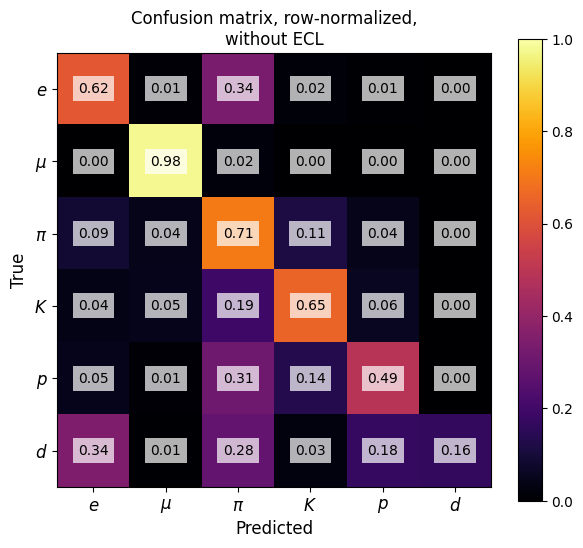 Confusion matrix, row-normalized,
without ECL
True
e 0.62 0.01 0.34 0.02 0.01 0.00
μ 0.00 0.98 0.02 0.00 0.00 0.00
π 0.09 0.04 0.71 0.11 0.04 0.00
K 0.04 0.05 0.19 0.65 0.06 0.00
p 0.05 0.01 0.31 0.14 0.49 0.00
d 0.34 0.01 0.28 0.03 0.18 0.16
e μ π K p d
Predicted
1.0
0.8
0.6
0.4
0.2
0.0